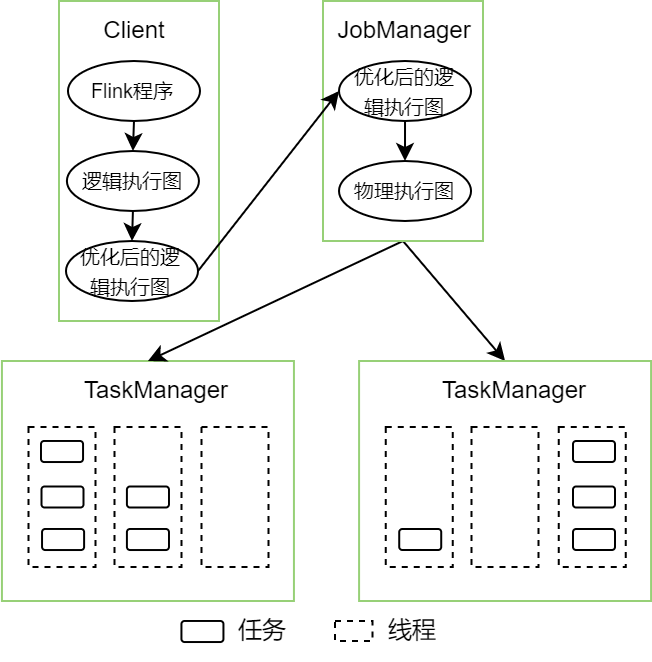 Client
Flink程序
逻辑执行图
优化后的逻
辑执行图
JobManager
优化后的逻
辑执行图
物理执行图
TaskManager
TaskManager
任务
线程